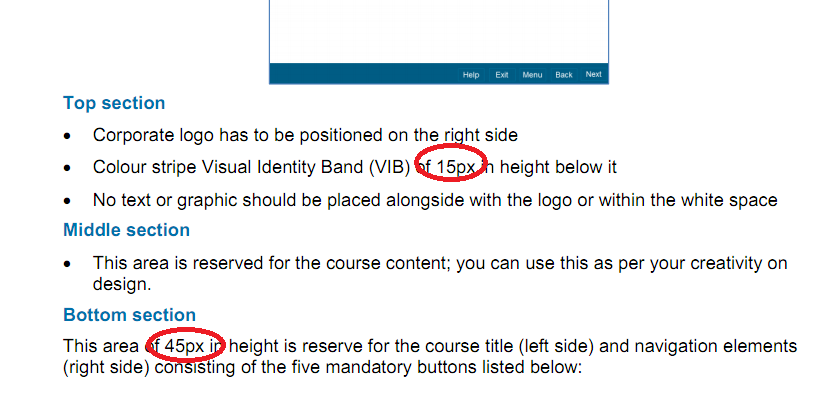 Help Exit Menu Back Next
Top section
• Corporate logo has to be positioned on the right side
• Colour stripe Visual Identity Band (VIB) of 15px in height below it
• No text or graphic should be placed alongside with the logo or within the white space
Middle section
• This area is reserved for the course content; you can use this as per your creativity on
design.
Bottom section
This area of 45px in height is reserve for the course title (left side) and navigation elements
(right side) consisting of the five mandatory buttons listed below: